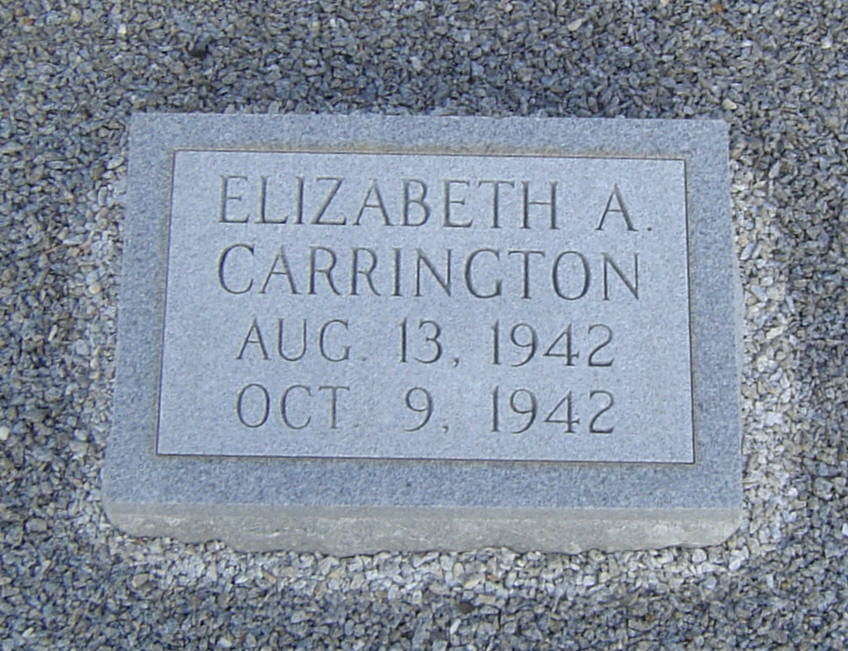 ELIZABETH A.
CARRINGTON
AUG. 13, 1942
OCT. 9, 1942